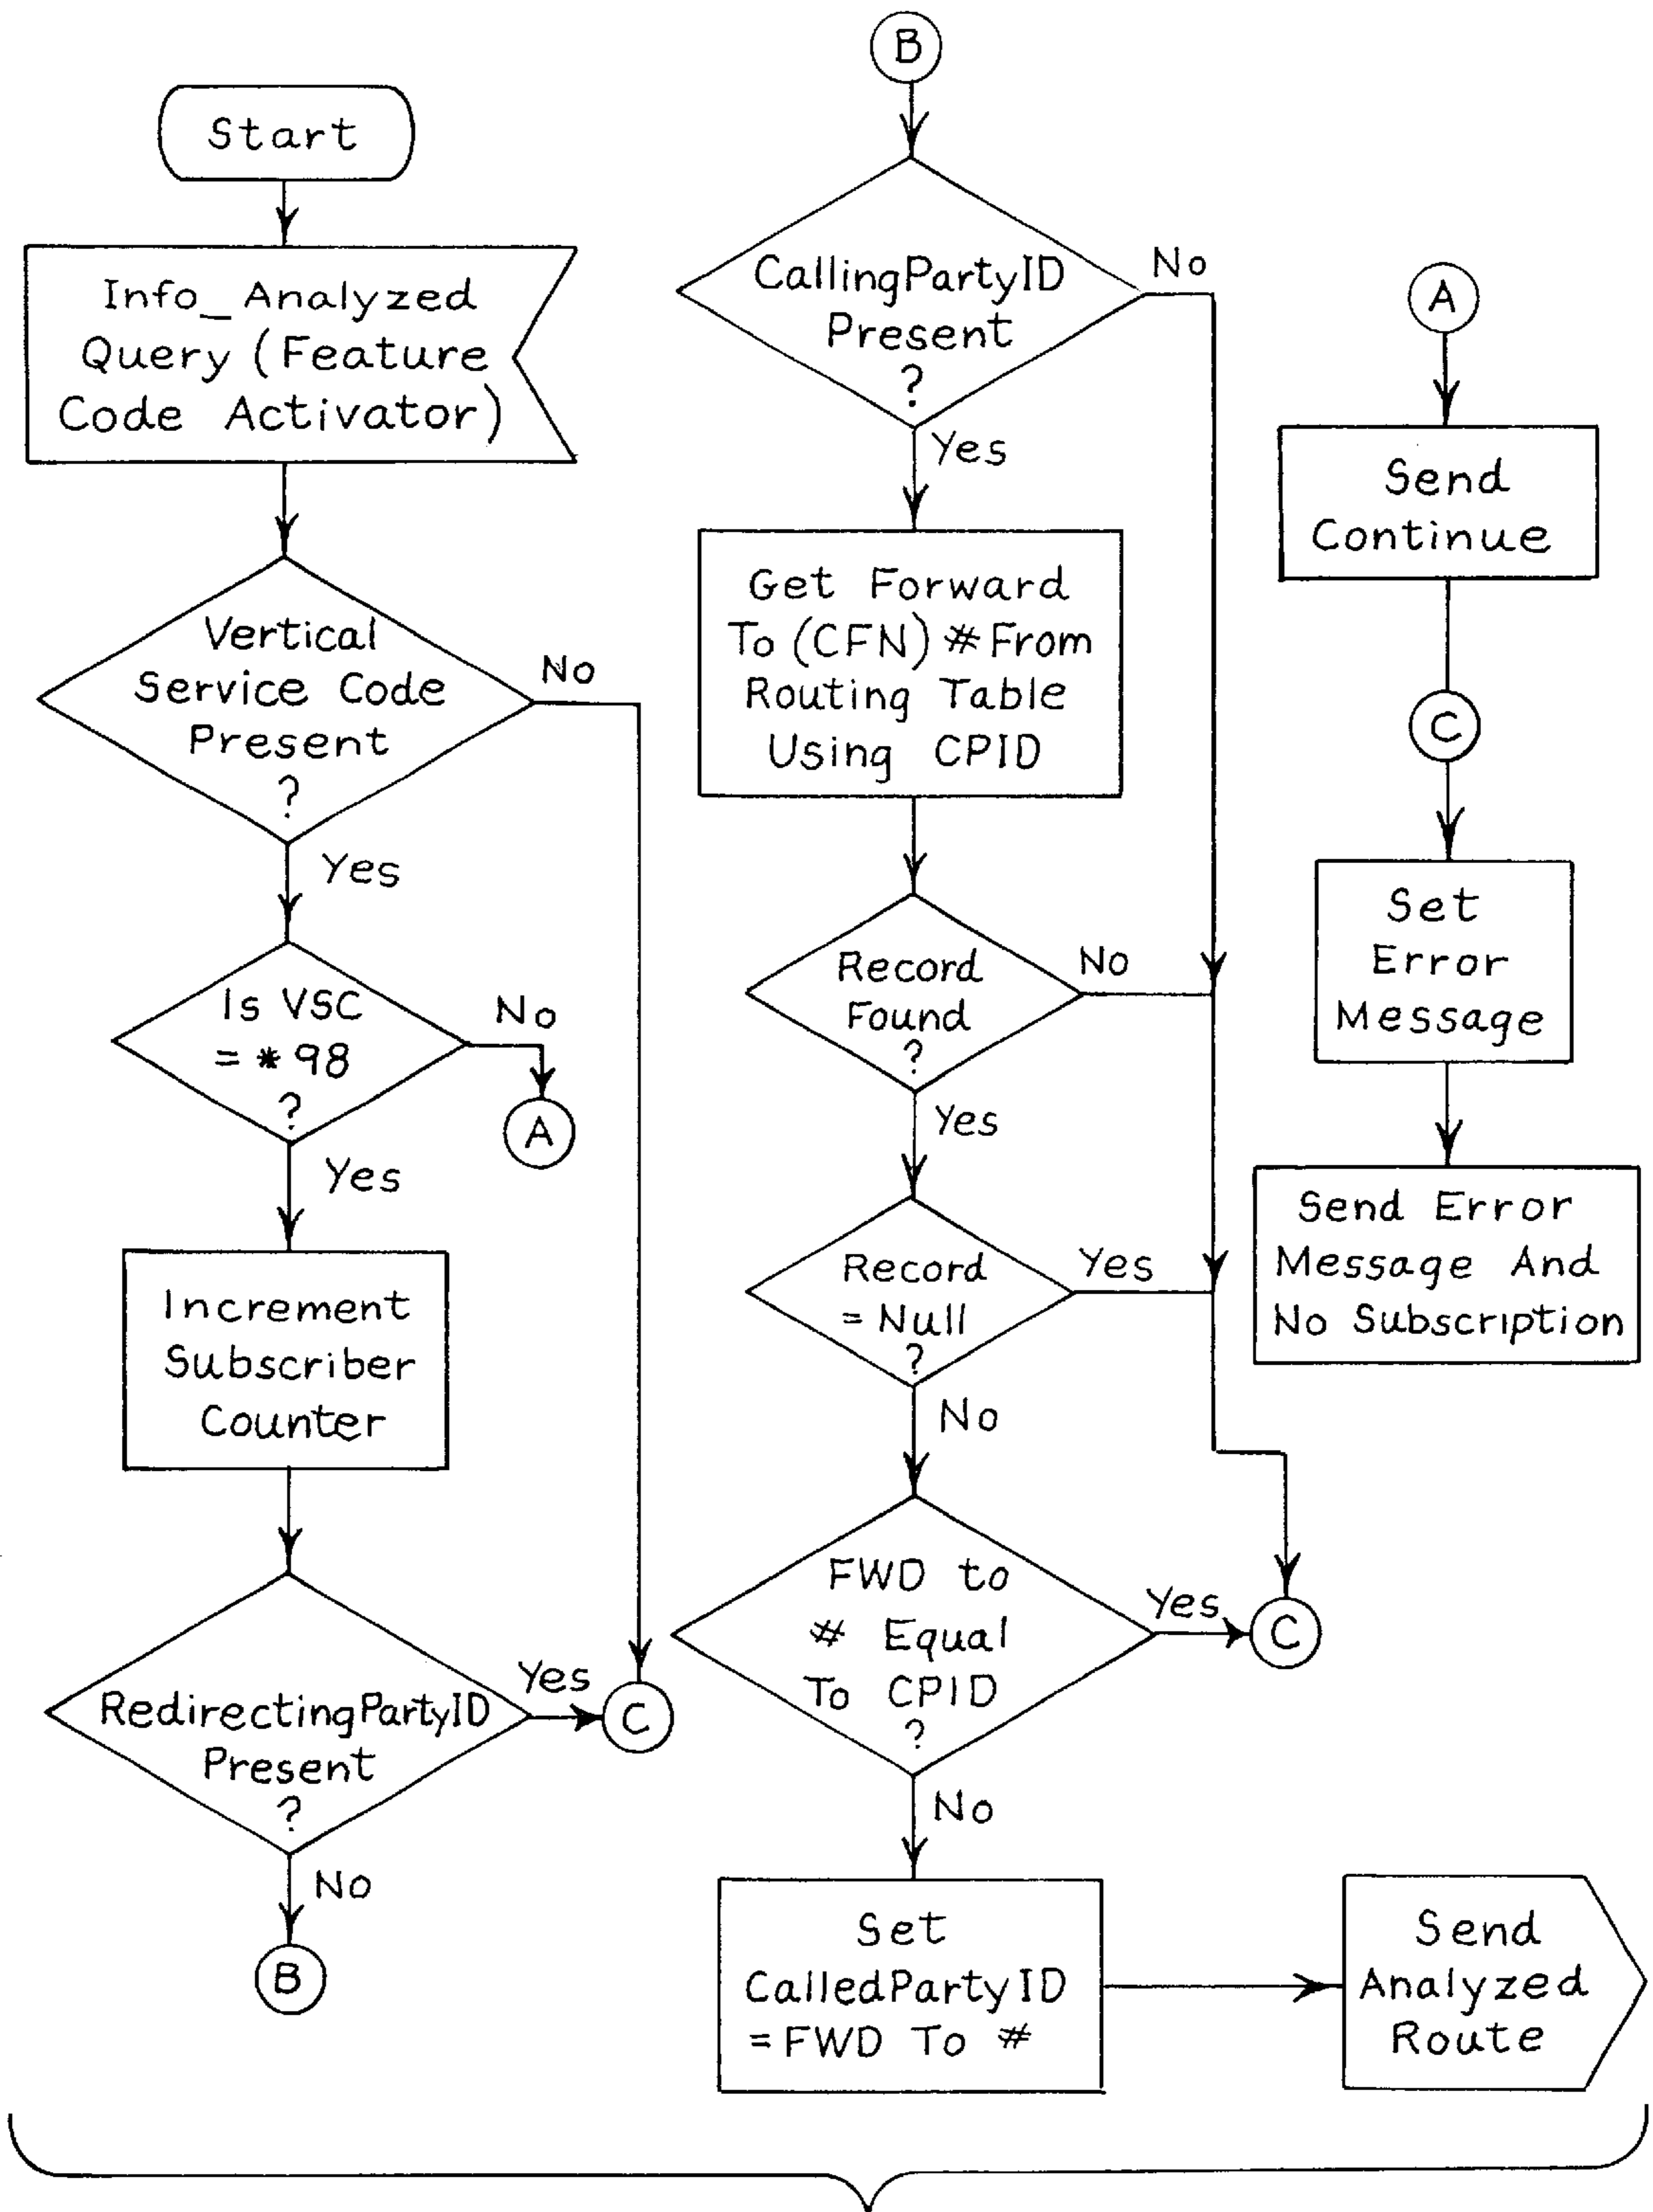 Start
Info_Analyzed
Query (Feature
Code Activator)
Vertical
Service Code
Present
?
No
Yes
Is VSC
= *98
?
No
A
Yes
Increment
Subscriber
Counter
RedirectingPartyID
Present
?
Yes
C
No
B
B
CallingPartyID
Present
?
No
Yes
Get Forward
To (CFN) # From
Routing Table
Using CPID
Record
Found
?
No
Yes
Record
= Null
?
Yes
No
FWD to
# Equal
To CPID
?
Yes
C
No
Set
CalledPartyID
= FWD To #
Send
Analyzed
Route
A
Send
Continue
C
Set
Error
Message
Send Error
Message And
No Subscription